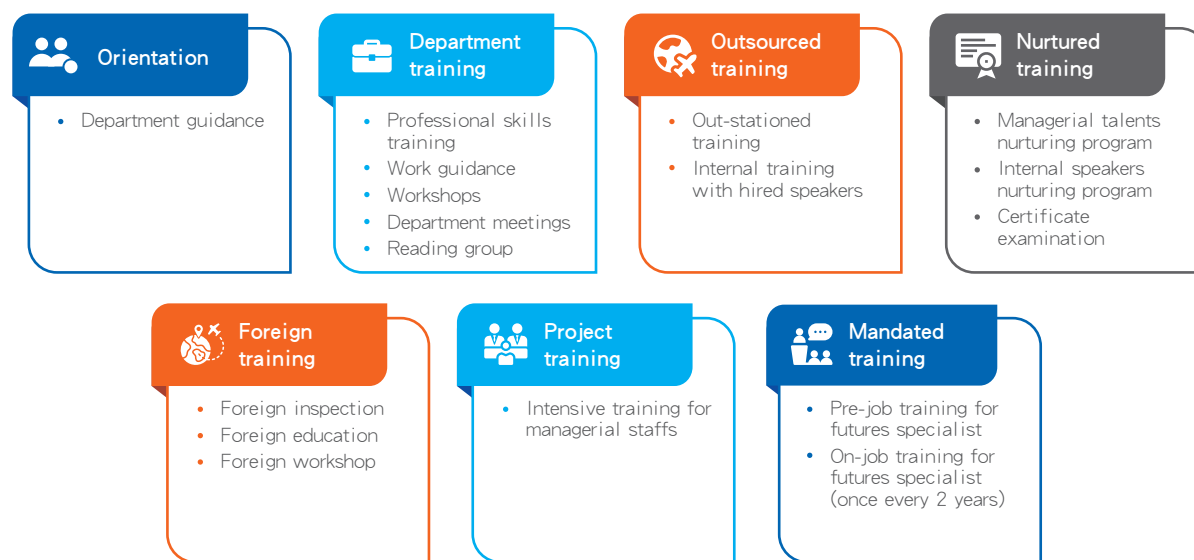 Orientation
• Department guidance
Department
training
• Professional skills
training
• Work guidance
• Workshops
• Department meetings
• Reading group
Outsourced
training
• Out-stationed
training
• Internal training
with hired speakers
Nurtured
training
• Managerial talents
nurturing program
• Internal speakers
nurturing program
• Certificate
examination
Foreign
training
• Foreign inspection
• Foreign education
• Foreign workshop
Project
training
• Intensive training for
managerial staffs
Mandated
training
• Pre-job training for
futures specialist
• On-job training for
futures specialist
(once every 2 years)